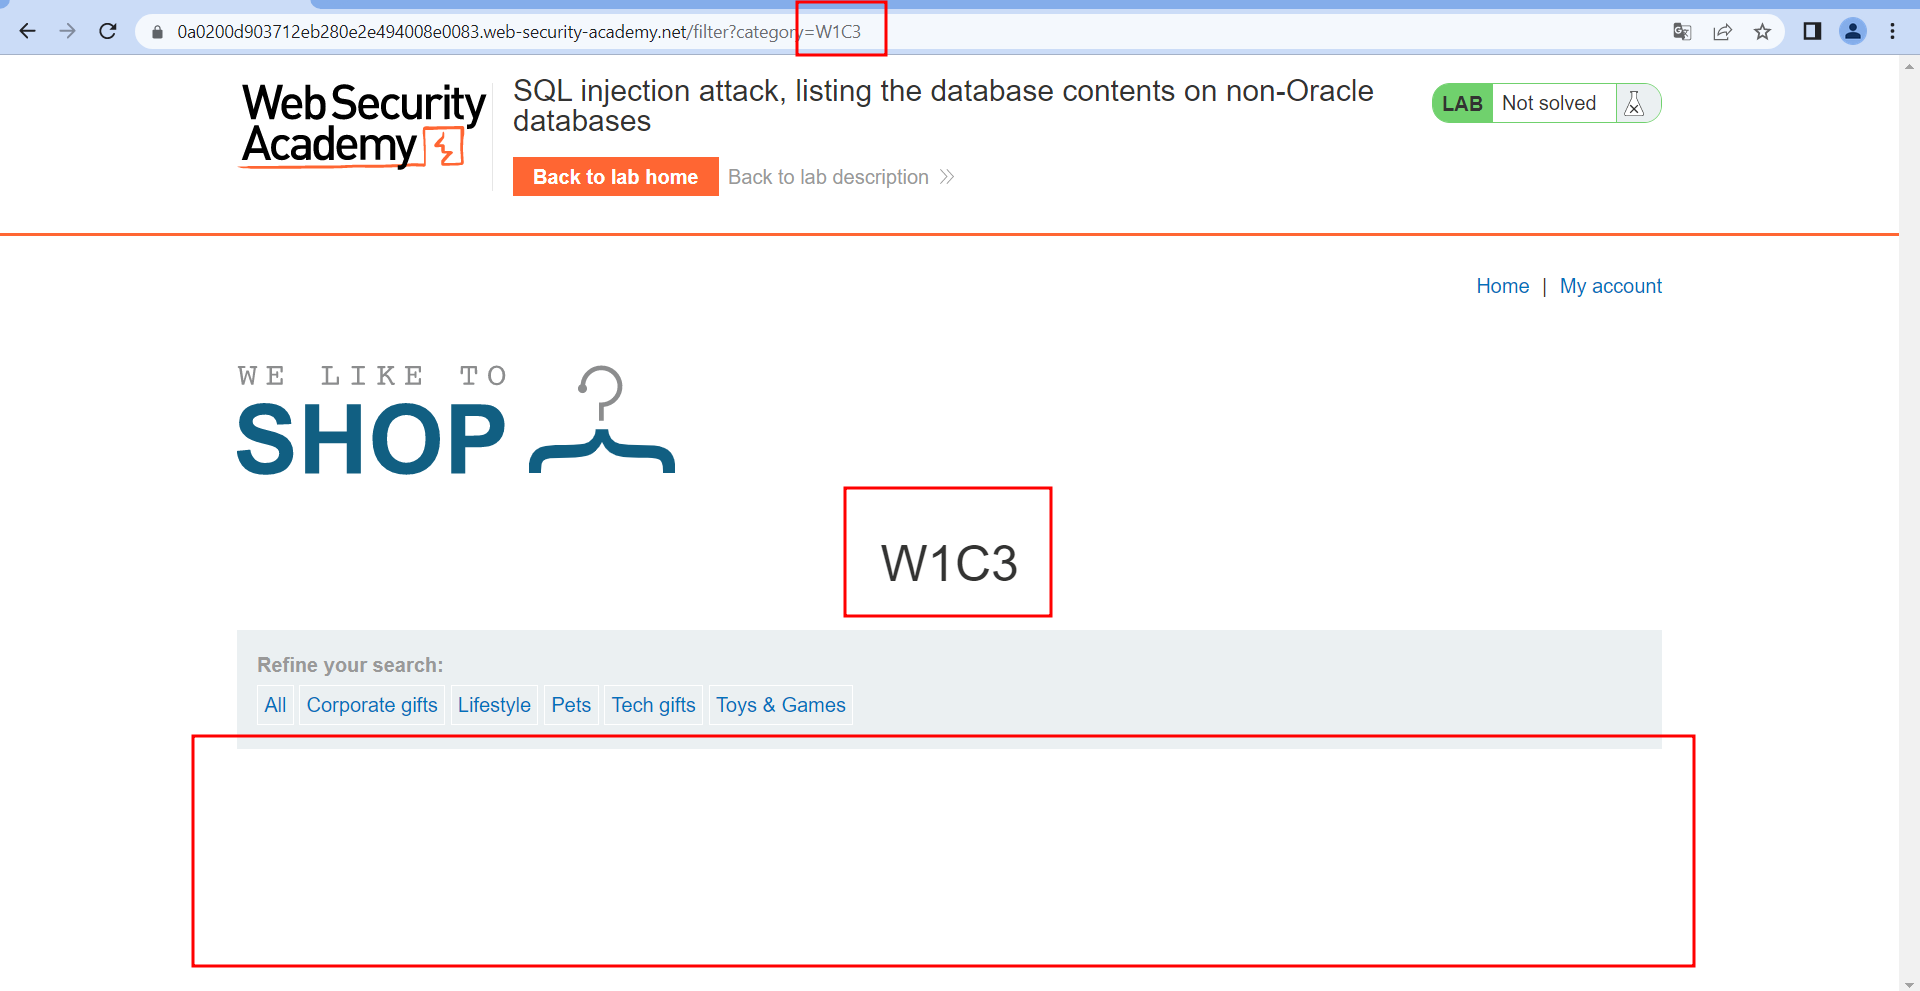 0a0200d903712eb280e2e494008e0083.web-security-academy.net/filter?category=W1C3
WebSecurity
Academy
SQL injection attack, listing the database contents on non-Oracle
databases
LAB Not solved
Back to lab home Back to lab description
Home | My account
WE LIKE TO
SHOP
W1C3
Refine your search:
All Corporate gifts Lifestyle Pets Tech gifts Toys & Games